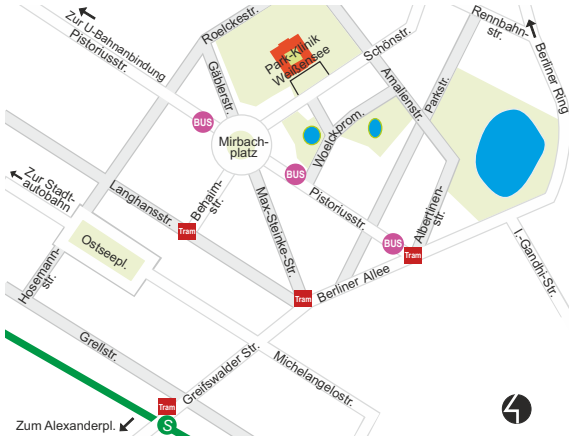 Zur U-Bahnanbindung
Pistoriusstr.
Roelckestr.
Rennbahn-
str.
Berliner Ring
Park-Klinik
Weißensee
Schönstr.
Gäblerstr.
Amalienstr.
Parkstr.
BUS
Mirbach-
platz
Woelckprom.
BUS
Zur Stadt-
autobahn
Langhansstr.
Behaim-
str.
Max-Steinke-Str.
Pistoriusstr.
Albertinen-
str.
BUS
Tram
Tram
I.-Gandhi-Str.
Ostseepl.
Hosemann-
str.
Berliner Allee
Tram
Grellstr.
Greifswalder Str.
Michelangelostr.
Tram
S
Zum Alexanderpl.